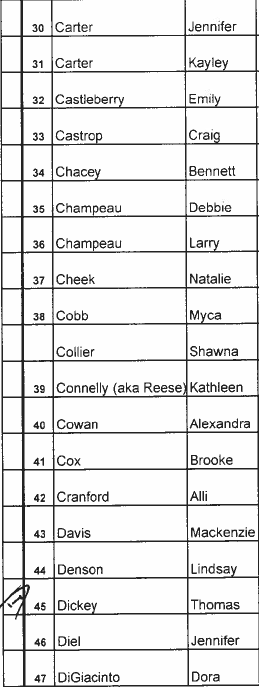 30 Carter Jennifer
31 Carter Kayley
32 Castleberry Emily
33 Castrop Craig
34 Chacey Bennett
35 Champeau Debbie
36 Champeau Larry
37 Cheek Natalie
38 Cobb Myca
Collier Shawna
39 Connelly (aka Reese) Kathleen
40 Cowan Alexandra
41 Cox Brooke
42 Cranford Alli
43 Davis Mackenzie
44 Denson Lindsay
45 Dickey Thomas
46 Diel Jennifer
47 DiGiacinto Dora